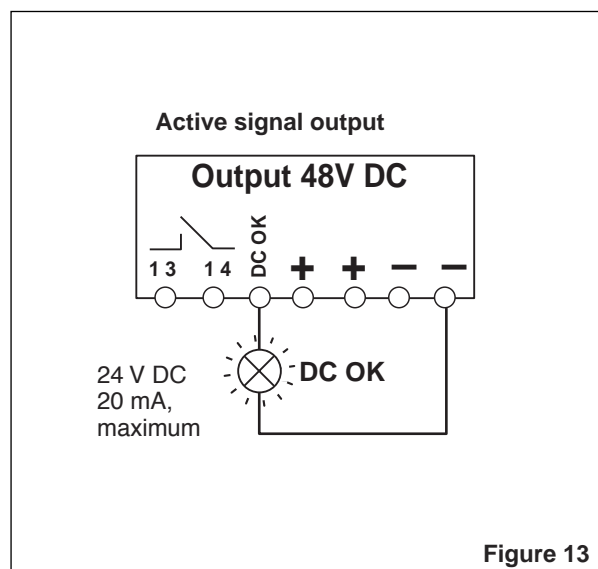 Active signal output
Output 48V DC
DC OK
13 14 + + – –
24 V DC
20 mA,
maximum
DC OK
Figure 13